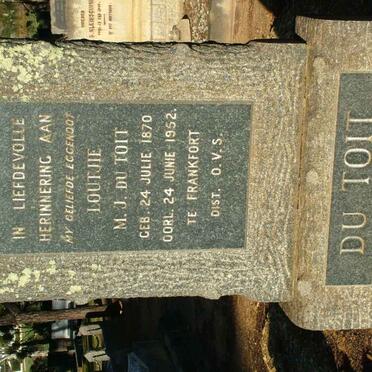 IN LIEFDEVOLLE
HERINNERING AAN
MY GELIEFDE EGGENOOT
LOUTJIE
M.J. DU TOIT
GEB. 24 JULIE 1870
OORL. 24 JUNIE 1952.
TE FRANKFORT
DIST. O.V.S.
DU TOIT